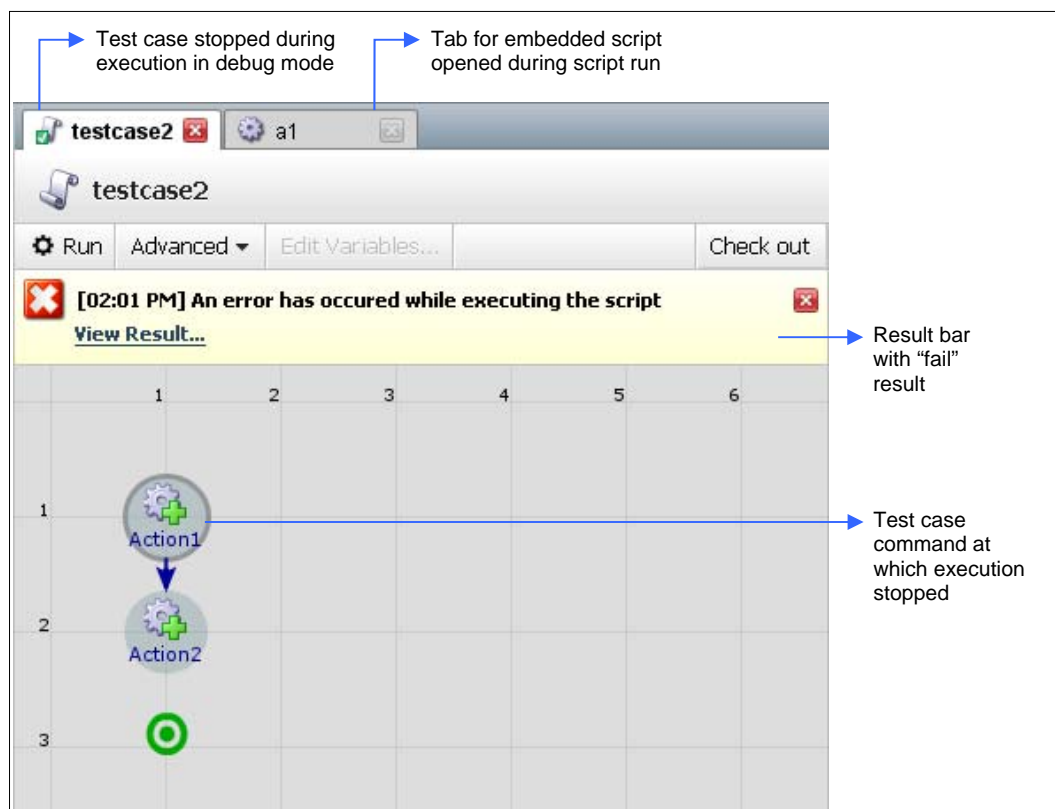 Test case stopped during
execution in debug mode
Tab for embedded script
opened during script run
testcase2
a1
testcase2
Run
Advanced
Edit Variables...
Check out
[02:01 PM] An error has occured while executing the script
View Result...
Result bar
with “fail”
result
1 2 3 4 5 6
1
Action1
Test case
command at
which execution
stopped
2
Action2
3